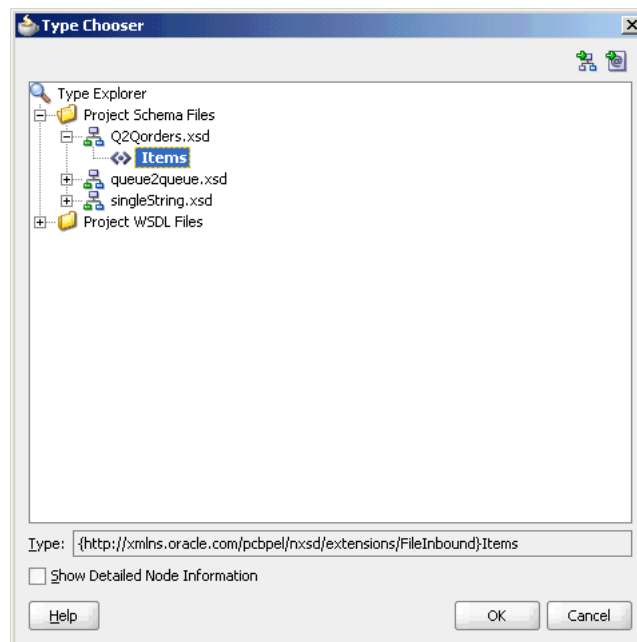 Type Chooser
Type Explorer
Project Schema Files
Q2Qorders.xsd
Items
queue2queue.xsd
singleString.xsd
Project WSDL Files
Type: {http://xmlns.oracle.com/pcbpel/nxsd/extensions/FileInbound}Items
Show Detailed Node Information
Help OK Cancel